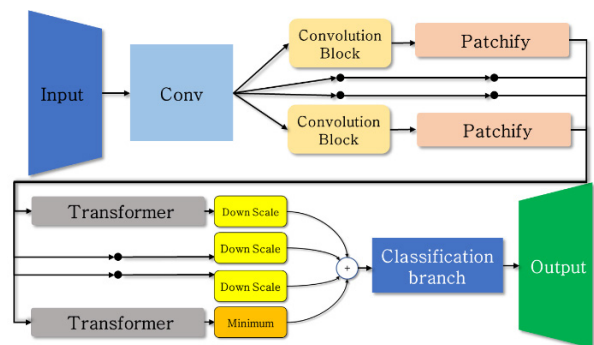 Input
Conv
Convolution
Block
Patchify
Convolution
Block
Patchify
Transformer
Down Scale
Down Scale
Down Scale
Transformer
Minimum
+
Classification
branch
Output